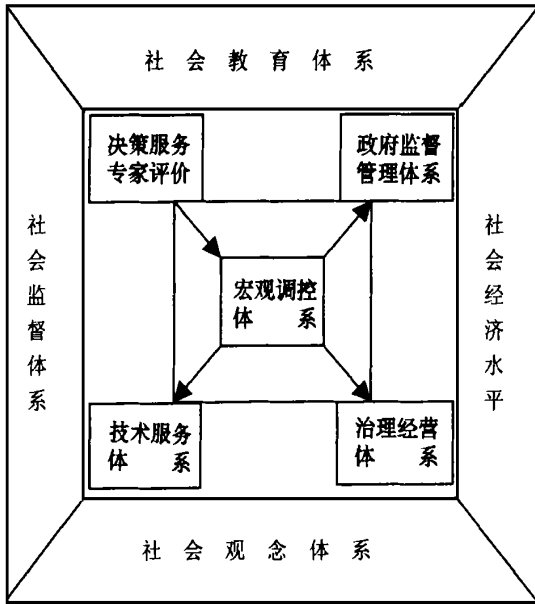 社会教育体系
决策服务
专家评价
政府监督
管理体系
社会监督体系
宏观调控
体系
社会经济水平
技术服务
体系
治理经营
体系
社会观念体系